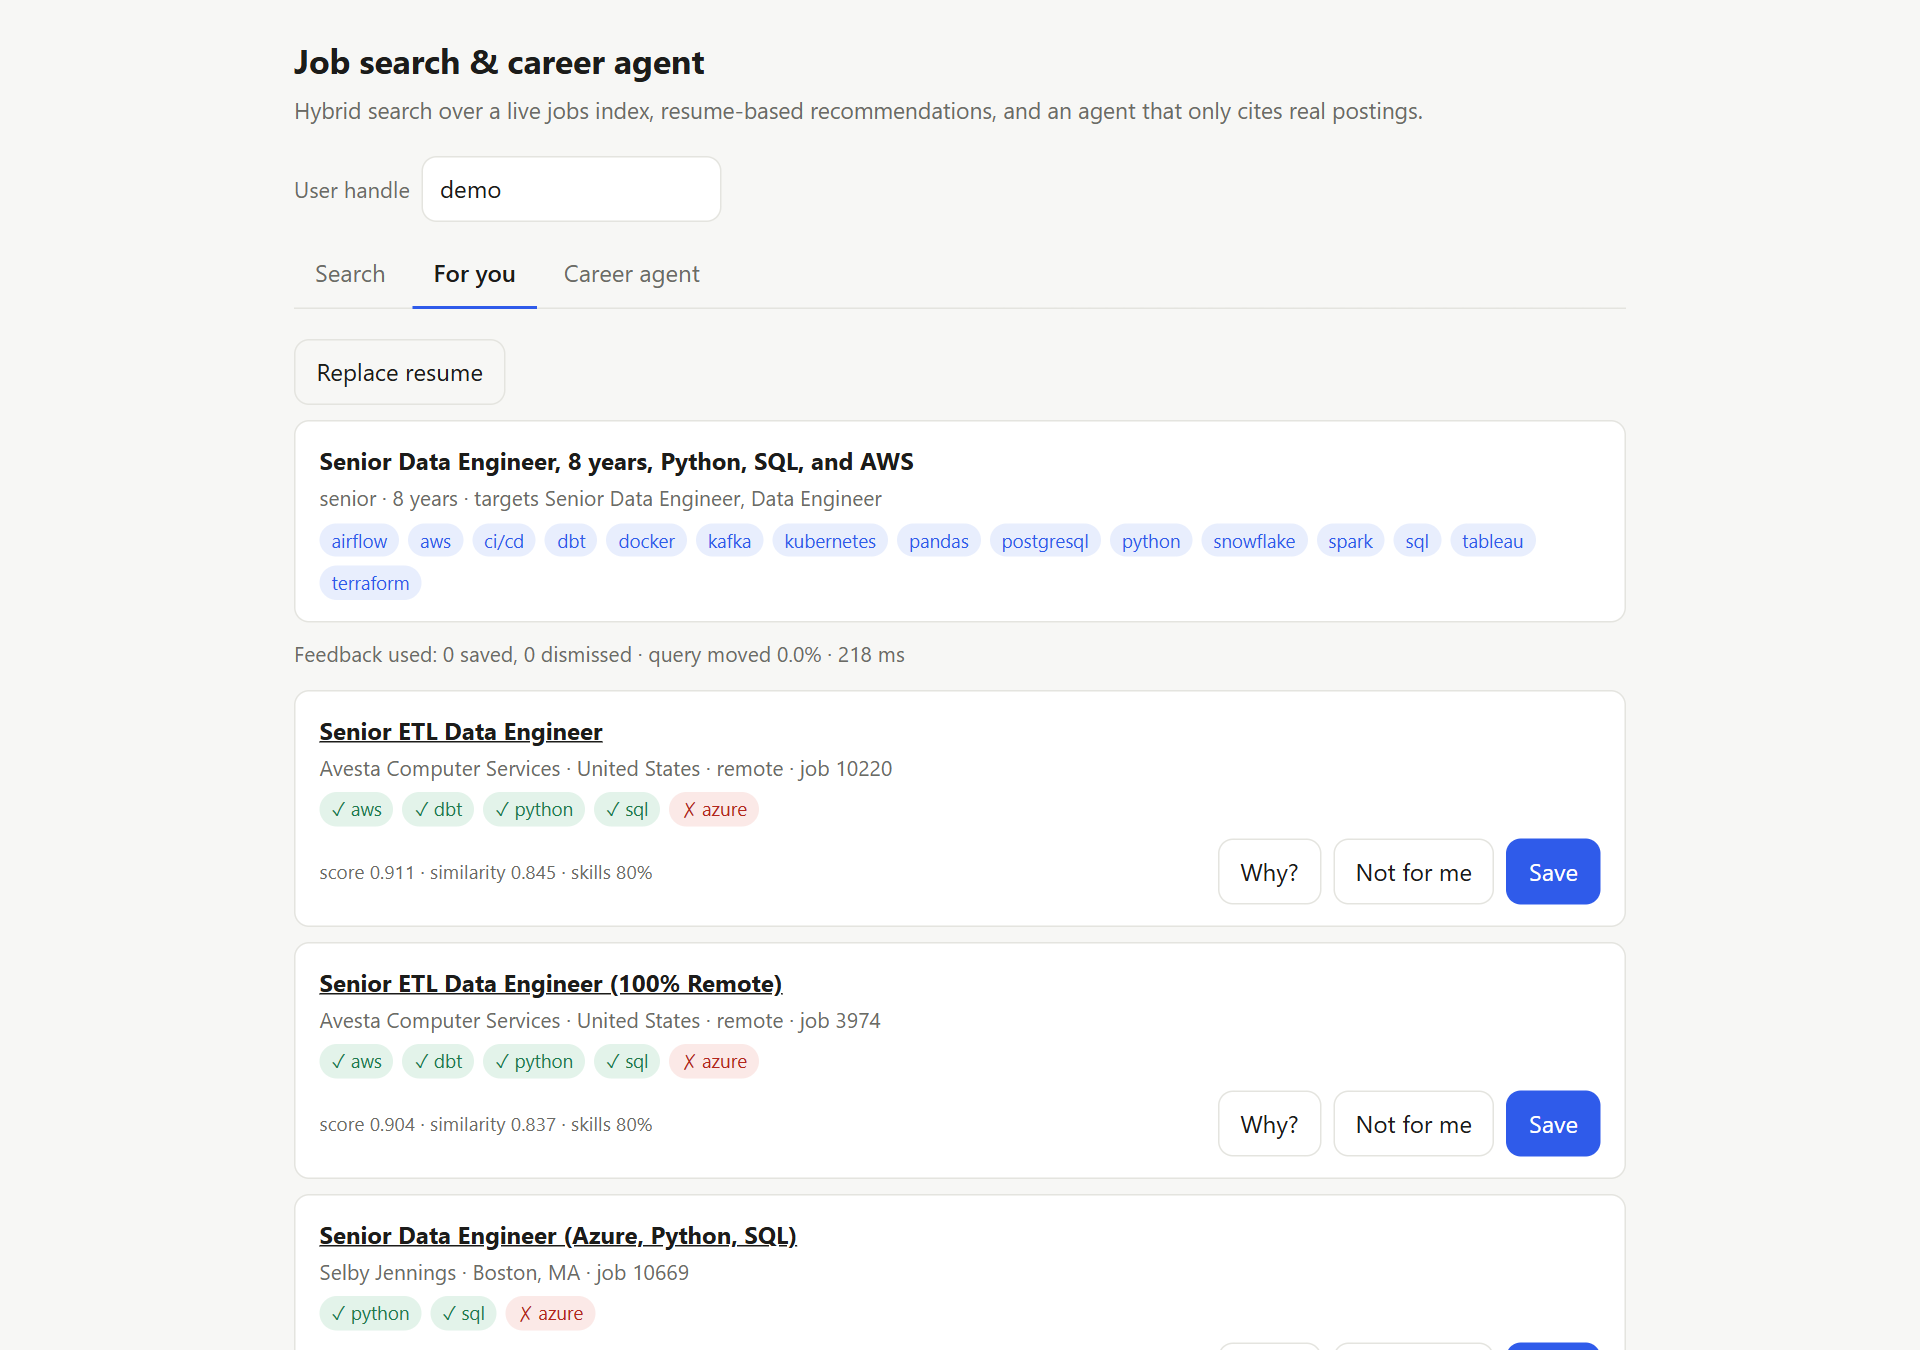 Job search & career agent
Hybrid search over a live jobs index, resume-based recommendations, and an agent that only cites real postings.
User handle demo
Search For you Career agent
Replace resume
Senior Data Engineer, 8 years, Python, SQL, and AWS
senior · 8 years · targets Senior Data Engineer, Data Engineer
airflow aws ci/cd dbt docker kafka kubernetes pandas postgresql python snowflake spark sql tableau
terraform
Feedback used: 0 saved, 0 dismissed · query moved 0.0% · 218 ms
Senior ETL Data Engineer
Avesta Computer Services · United States · remote · job 10220
✓ aws ✓ dbt ✓ python ✓ sql ✗ azure
score 0.911 · similarity 0.845 · skills 80% Why? Not for me Save
Senior ETL Data Engineer (100% Remote)
Avesta Computer Services · United States · remote · job 3974
✓ aws ✓ dbt ✓ python ✓ sql ✗ azure
score 0.904 · similarity 0.837 · skills 80% Why? Not for me Save
Senior Data Engineer (Azure, Python, SQL)
Selby Jennings · Boston, MA · job 10669
✓ python ✓ sql ✗ azure